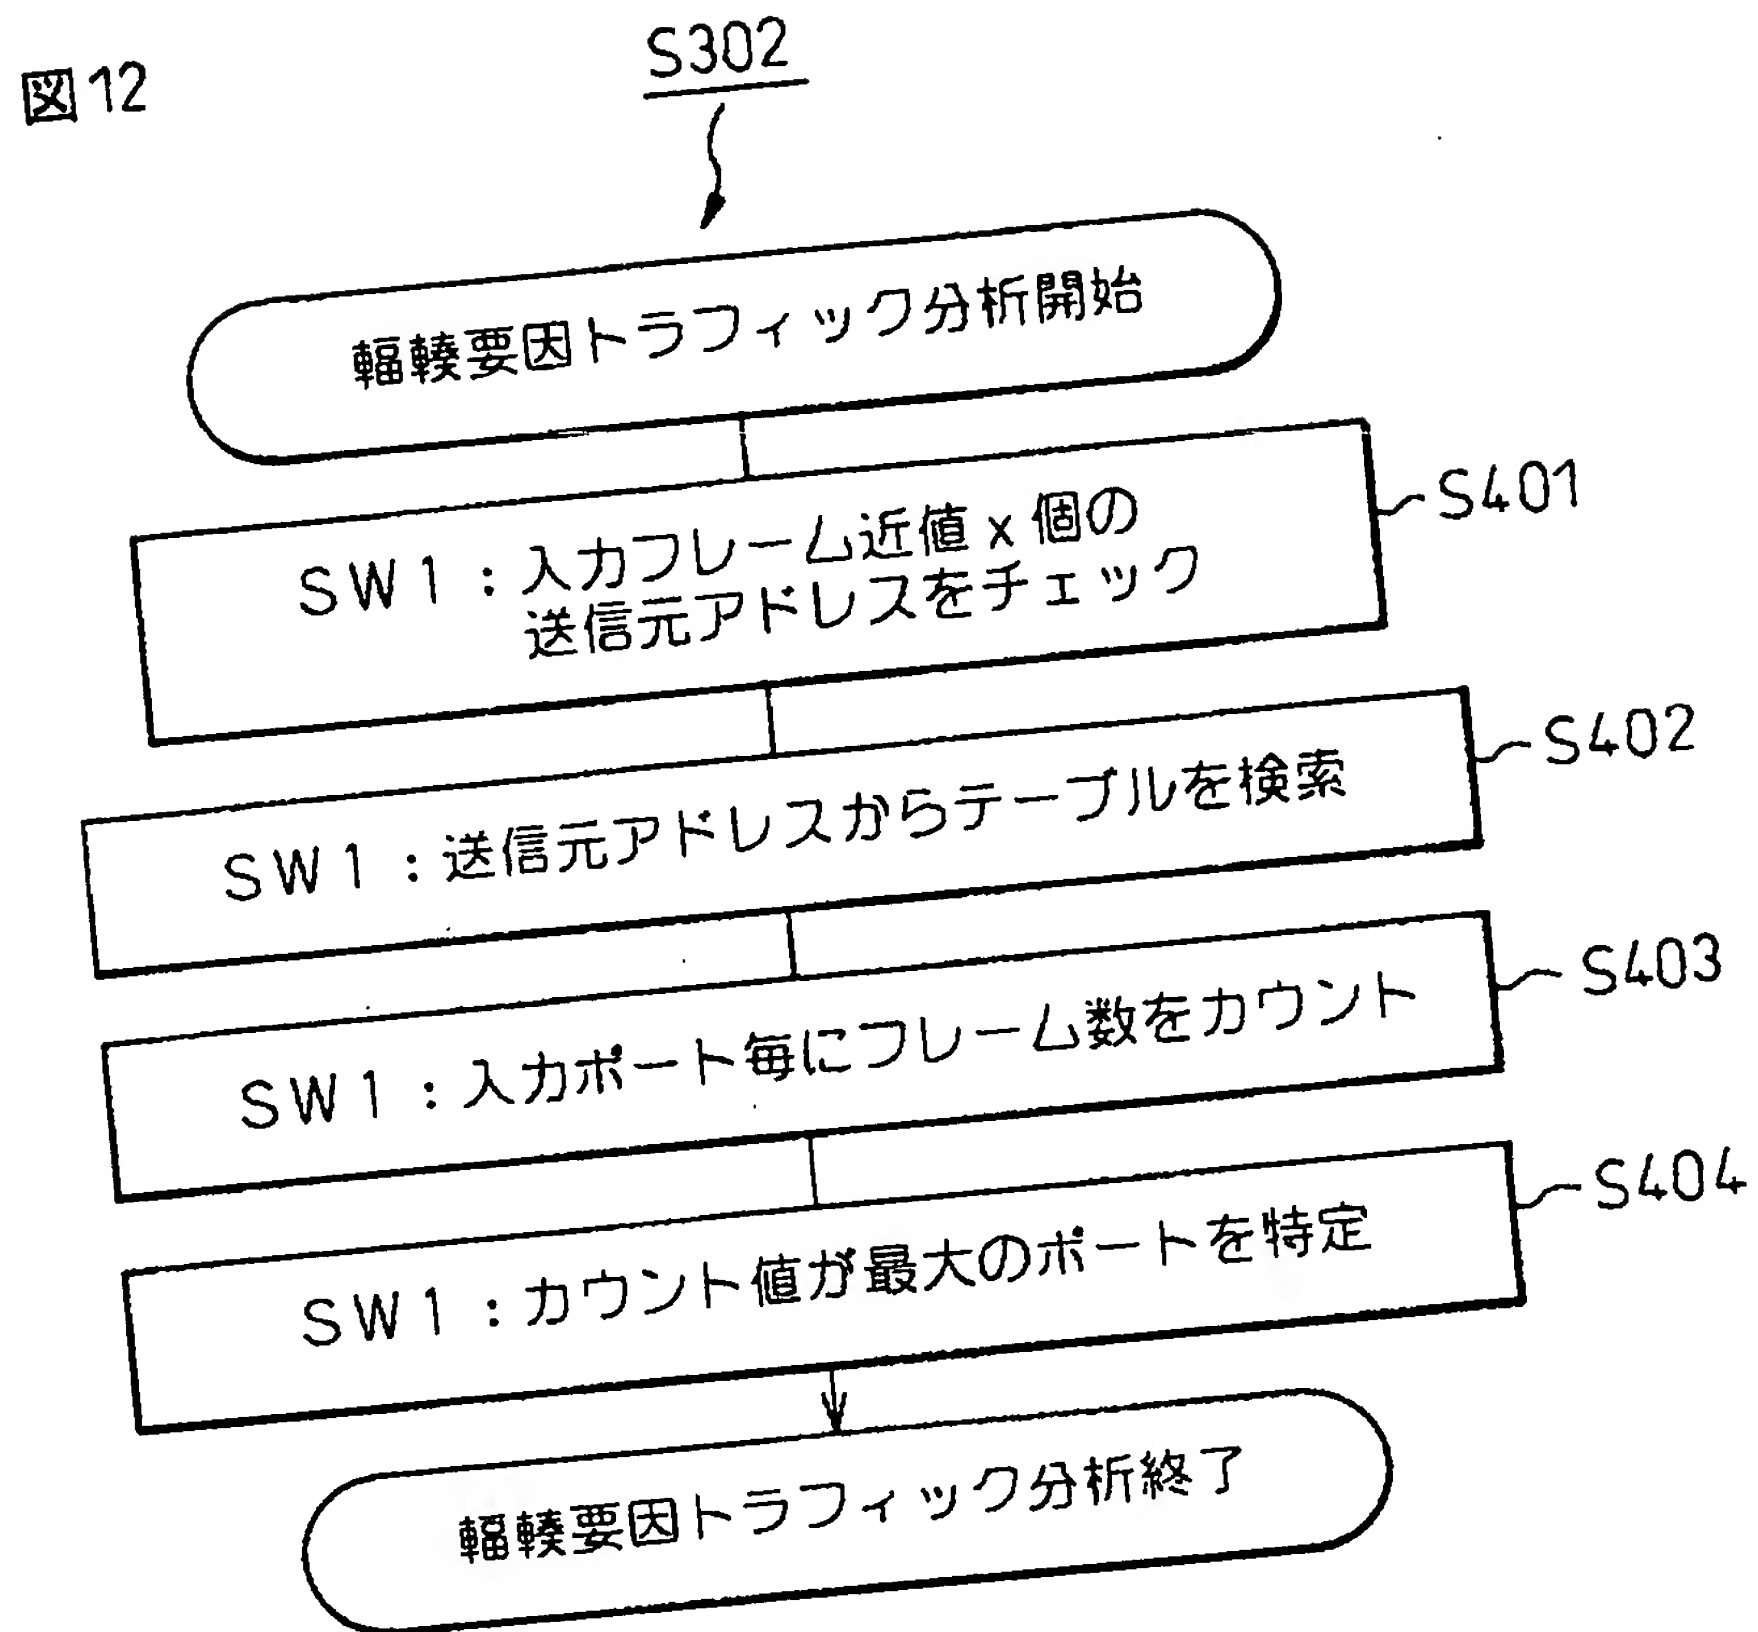 図12
S302
輻輳要因トラフィック分析開始
SW1：入力フレーム近値x個の
送信元アドレスをチェック
S401
SW1：送信元アドレスからテーブルを検索
S402
SW1：入力ポート毎にフレーム数をカウント
S403
SW1：カウント値が最大のポートを特定
S404
輻輳要因トラフィック分析終了